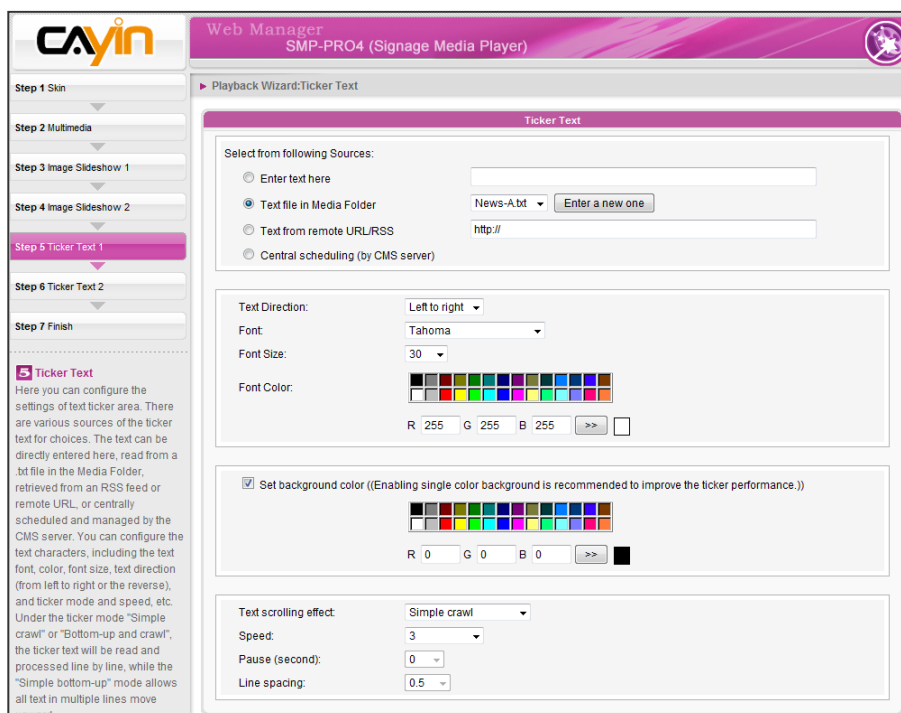 CAYIN
Web Manager
SMP-PRO4 (Signage Media Player)
Step 1 Skin
Step 2 Multimedia
Step 3 Image Slideshow 1
Step 4 Image Slideshow 2
Step 5 Ticker Text 1
Step 6 Ticker Text 2
Step 7 Finish
5 Ticker Text
Here you can configure the
settings of text ticker area. There
are various sources of the ticker
text for choices. The text can be
directly entered here, read from a
.txt file in the Media Folder,
retrieved from an RSS feed or
remote URL, or centrally
scheduled and managed by the
CMS server. You can configure the
text characters, including the text
font, color, font size, text direction
(from left to right or the reverse),
and ticker mode and speed, etc.
Under the ticker mode "Simple
crawl" or "Bottom-up and crawl",
the ticker text will be read and
processed line by line, while the
"Simple bottom-up" mode allows
all text in multiple lines move
Playback Wizard:Ticker Text
Ticker Text
Select from following Sources:
Enter text here
Text file in Media Folder News-A.txt Enter a new one
Text from remote URL/RSS http://
Central scheduling (by CMS server)
Text Direction: Left to right
Font: Tahoma
Font Size: 30
Font Color:
R 255 G 255 B 255 >>
Set background color ((Enabling single color background is recommended to improve the ticker performance.))
R 0 G 0 B 0 >>
Text scrolling effect: Simple crawl
Speed: 3
Pause (second): 0
Line spacing: 0.5